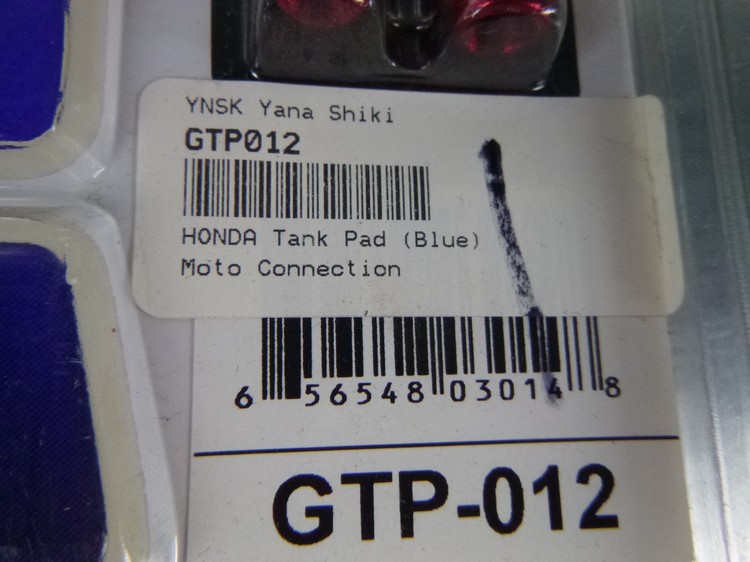 YNSK Yana Shiki
GTP012
HONDA Tank Pad (Blue)
Moto Connection
6 56548 03014 8
GTP-012